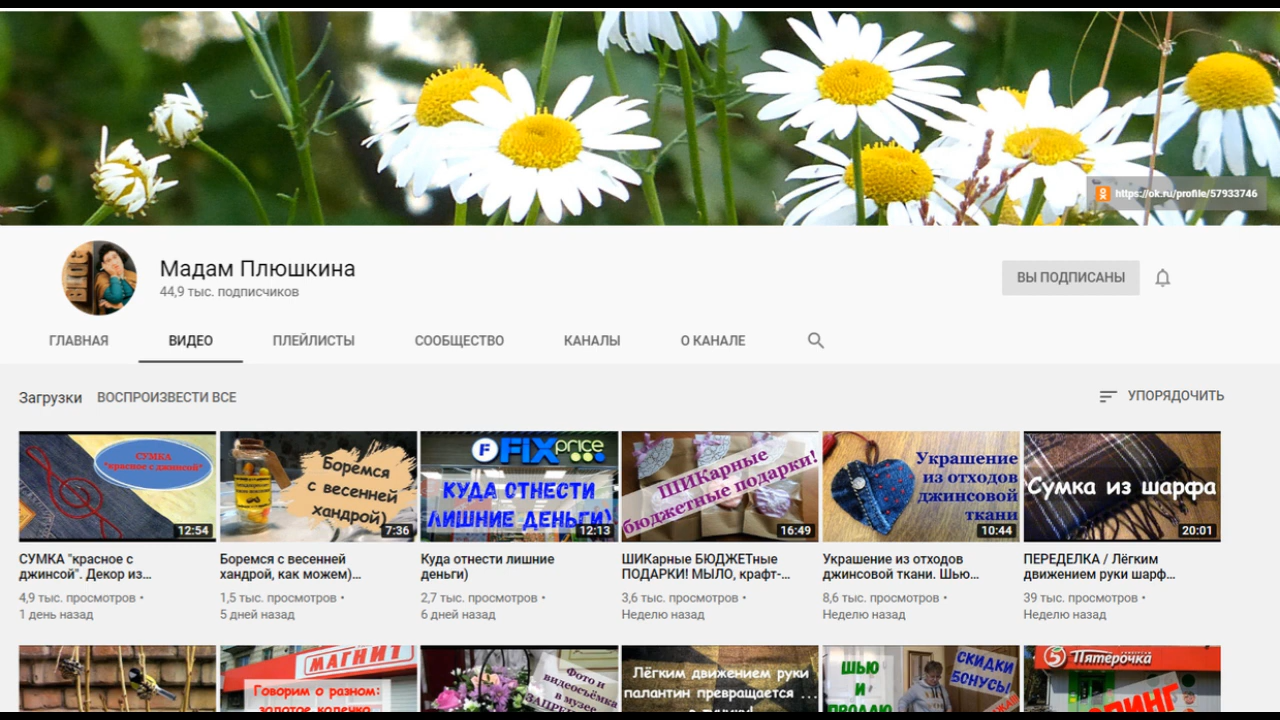 https://ok.ru/profile/57933746
Мадам Плюшкина
44,9 тыс. подписчиков
ВЫ ПОДПИСАНЫ
ГЛАВНАЯ ВИДЕО ПЛЕЙЛИСТЫ СООБЩЕСТВО КАНАЛЫ О КАНАЛЕ
Загрузки ВОСПРОИЗВЕСТИ ВСЕ УПОРЯДОЧИТЬ
СУМКА
"красное с джинсой"
12:54
Боремся
с весенней
хандрой)
7:36
FIX price
КУДА ОТНЕСТИ
ЛИШНИЕ ДЕНЬГИ)
12:13
ШИКарные
бюджетные подарки!
16:49
Украшение
из отходов
джинсовой
ткани
10:44
Сумка из шарфа
20:01
СУМКА "красное с
джинсой". Декор из...
4,9 тыс. просмотров •
1 день назад
Боремся с весенней
хандрой, как можем)...
1,5 тыс. просмотров •
5 дней назад
Куда отнести лишние
деньги)
2,7 тыс. просмотров •
6 дней назад
ШИКарные БЮДЖЕТные
ПОДАРКИ! МЫЛО, крафт-...
3,6 тыс. просмотров •
Неделю назад
Украшение из отходов
джинсовой ткани. Шью...
8,6 тыс. просмотров •
Неделю назад
ПЕРЕДЕЛКА / Лёгким
движением руки шарф...
39 тыс. просмотров •
Неделю назад
МАГНИТ
Говорим о разном:
золотое колечко
Фото и
видеосъёмка
в музее
Лёгким движением руки
палантин превращается ...
ШЬЮ
И
ПРОДАЮ
СКИДКИ
БОНУСЫ
Пятёрочка